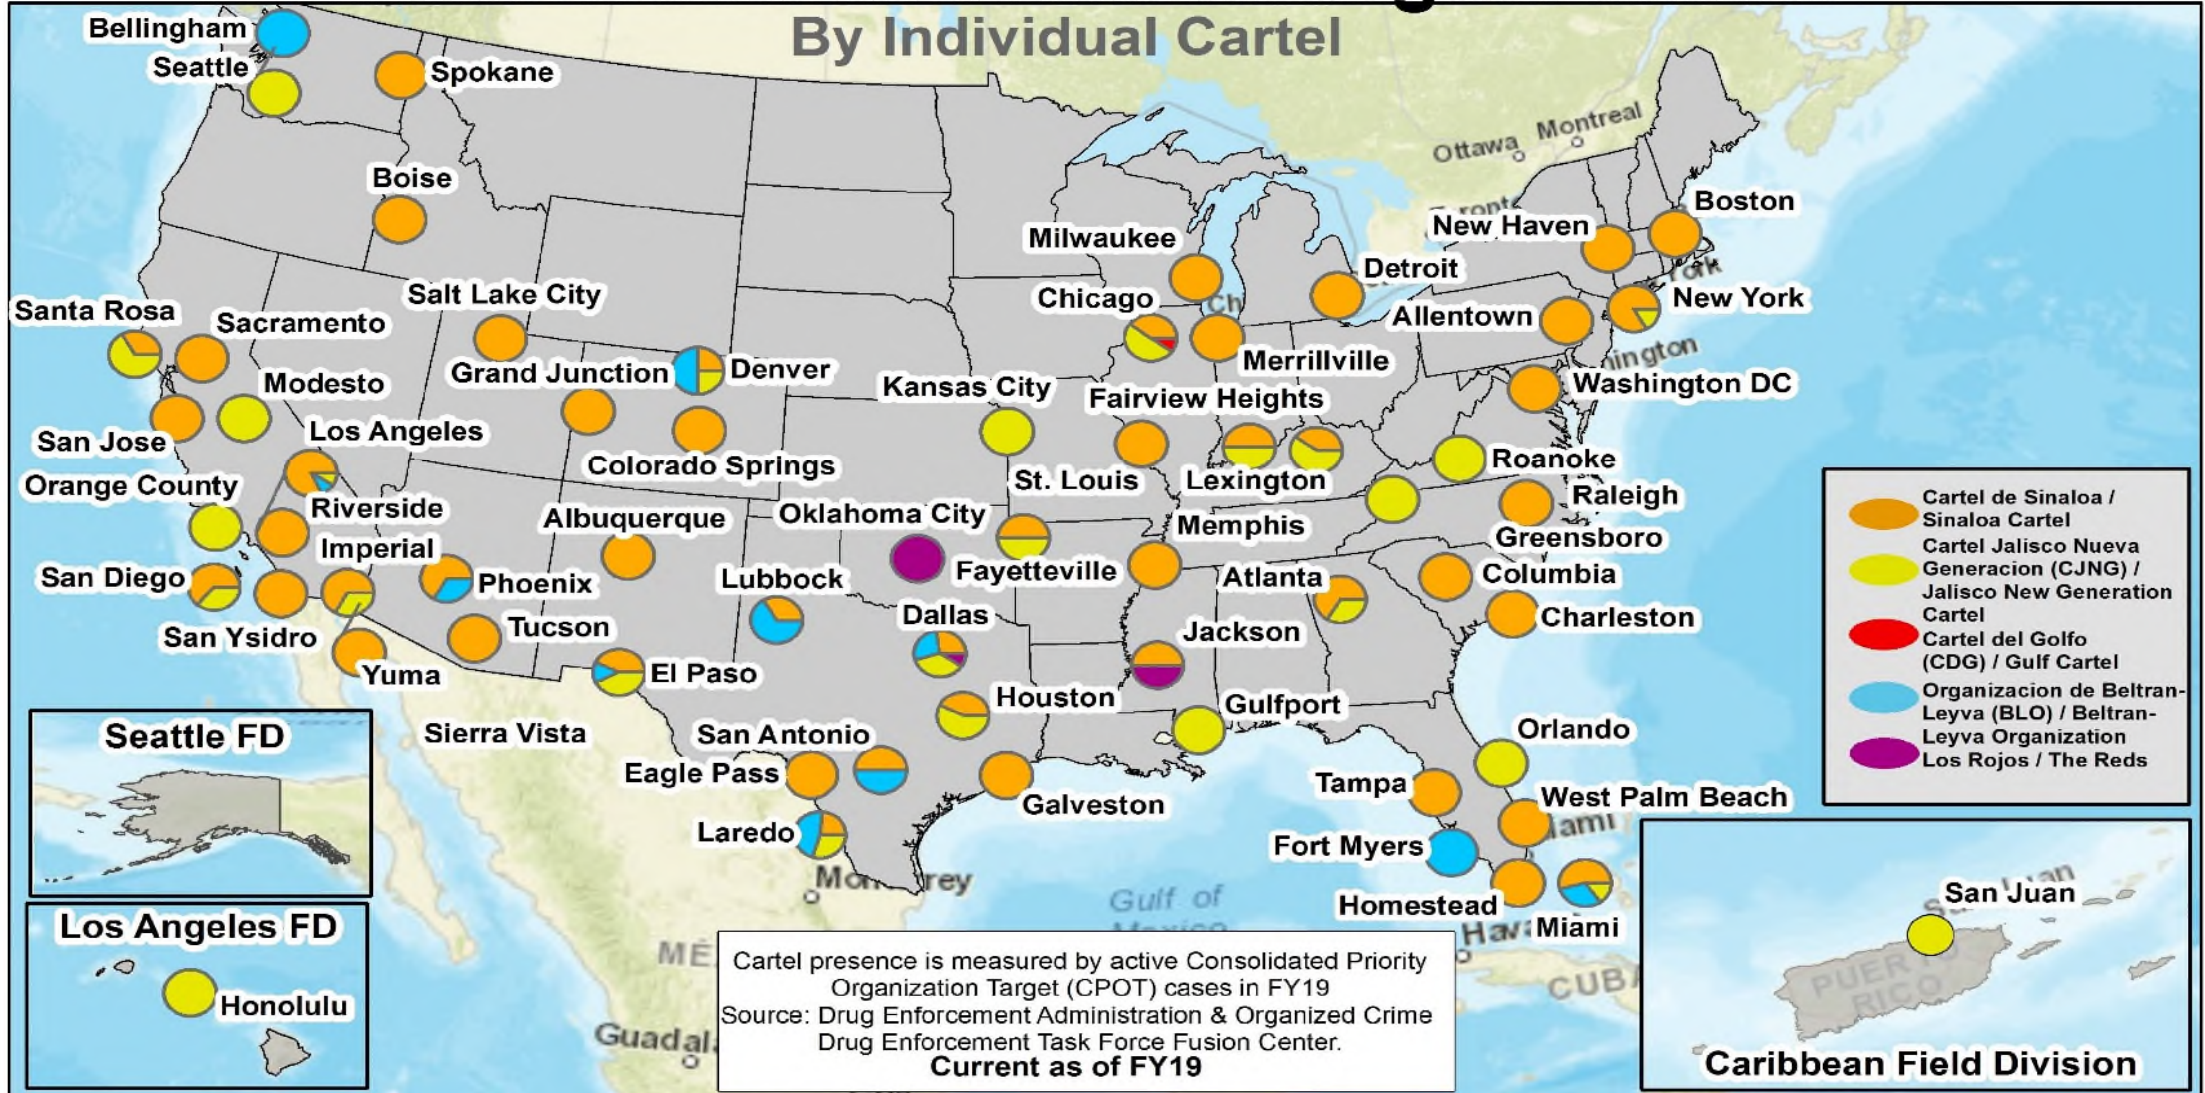 By Individual Cartel
Bellingham
Seattle
Spokane
Boise
Ottawa
Montreal
Boston
New Haven
Milwaukee
Detroit
Chicago
Ch
New York
Allentown
Merrillville
Washington DC
Santa Rosa
Sacramento
Salt Lake City
Grand Junction
Denver
Modesto
Kansas City
Fairview Heights
San Jose
Los Angeles
Colorado Springs
St. Louis
Lexington
Roanoke
Orange County
Riverside
Albuquerque
Oklahoma City
Memphis
Raleigh
Greensboro
Imperial
San Diego
Phoenix
Lubbock
Fayetteville
Atlanta
Columbia
Dallas
Charleston
San Ysidro
Tucson
Jackson
Yuma
El Paso
Houston
Gulfport
Sierra Vista
San Antonio
Orlando
Eagle Pass
Galveston
Tampa
West Palm Beach
Laredo
Fort Myers
Homestead
Miami
Gulf of
Mexico
CUBA
Cartel de Sinaloa /
Sinaloa Cartel
Cartel Jalisco Nueva
Generacion (CJNG) /
Jalisco New Generation
Cartel
Cartel del Golfo
(CDG) / Gulf Cartel
Organizacion de Beltran-
Leyva (BLO) / Beltran-
Leyva Organization
Los Rojos / The Reds
Seattle FD
Los Angeles FD
Honolulu
Cartel presence is measured by active Consolidated Priority
Organization Target (CPOT) cases in FY19
Source: Drug Enforcement Administration & Organized Crime
Drug Enforcement Task Force Fusion Center.
Current as of FY19
San Juan
PUERTO
RICO
Caribbean Field Division